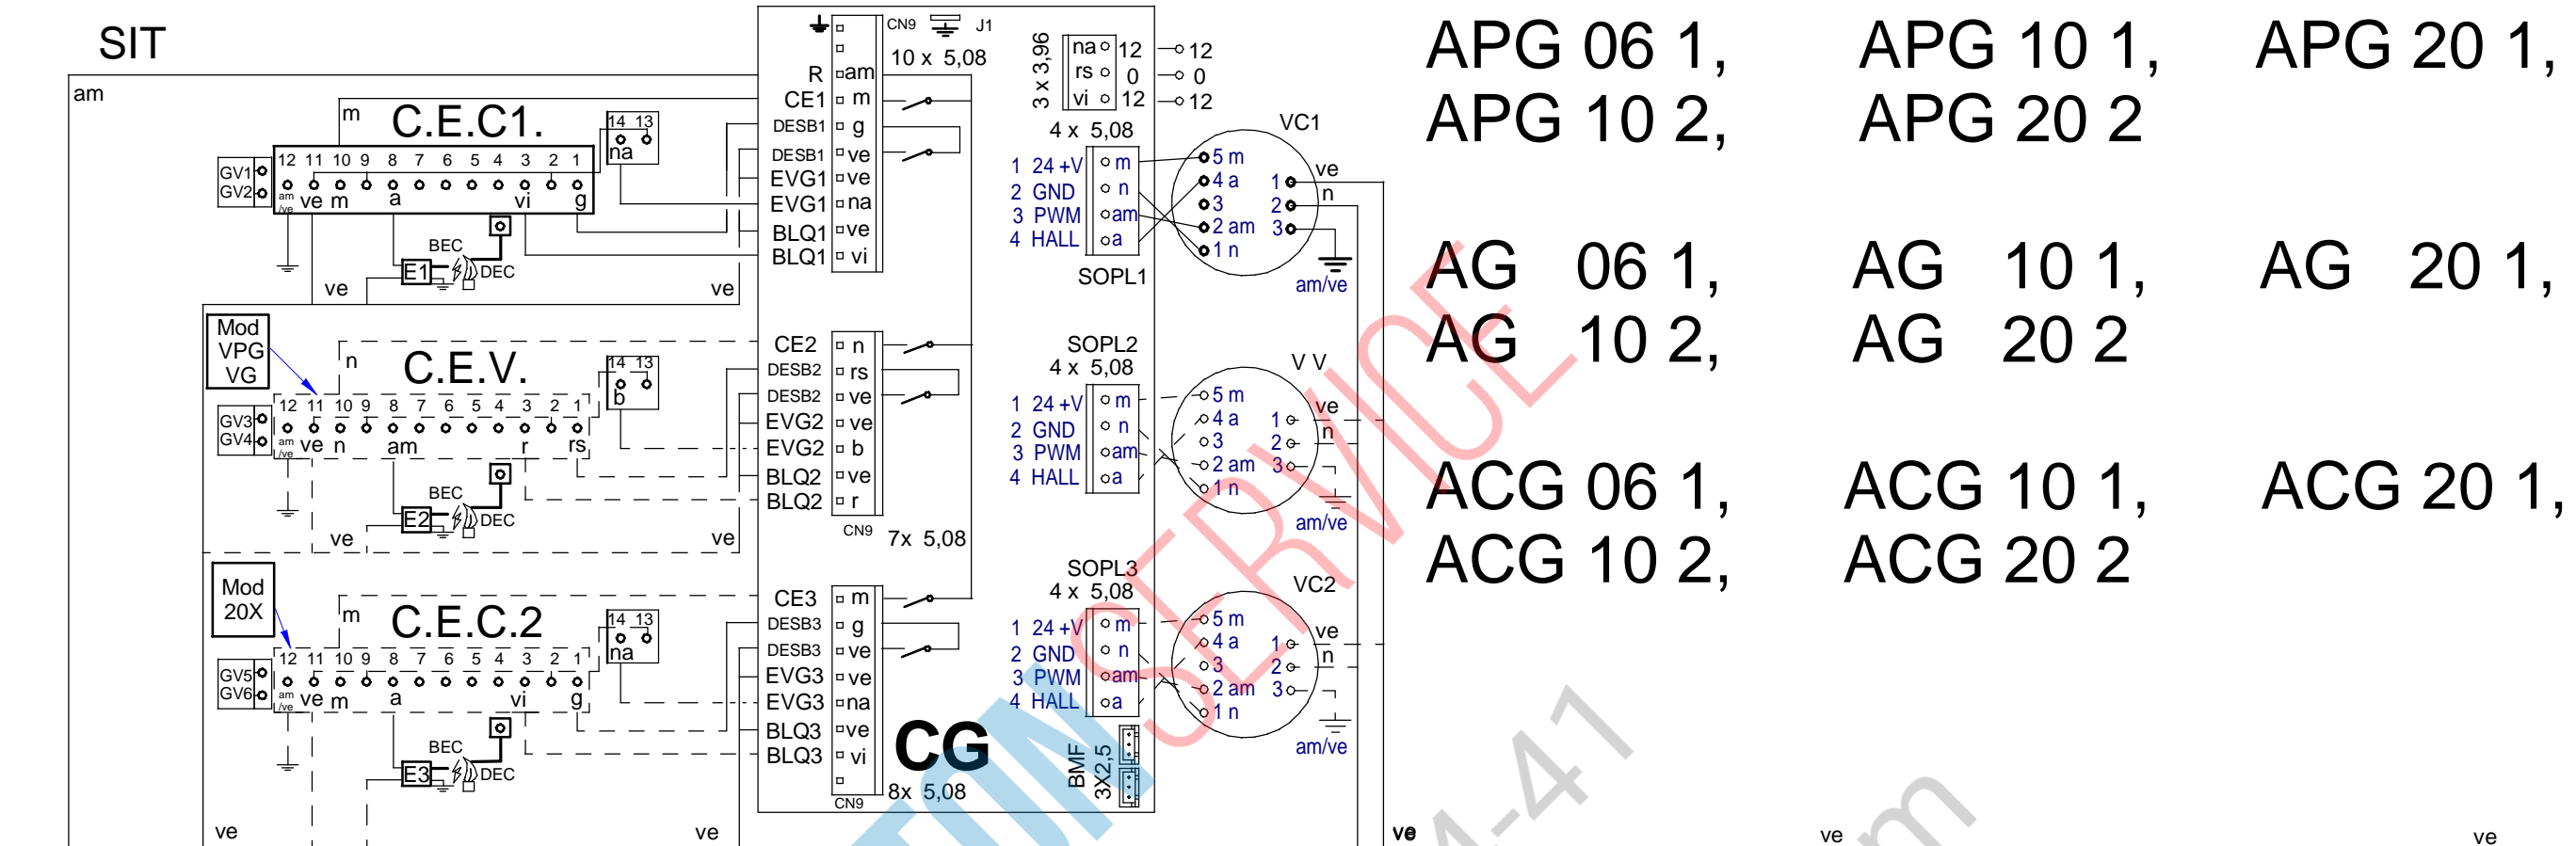 SIT
am
m
C.E.C1.
14 13
na
GV1
GV2
12 11 10 9 8 7 6 5 4 3 2 1
am
/ve
ve m a vi g
BEC
E1
DEC
ve
ve
Mod
VPG
VG
n
C.E.V.
14 13
b
GV3
GV4
12 11 10 9 8 7 6 5 4 3 2 1
am
/ve
ve n am r rs
BEC
E2
DEC
ve
ve
Mod
20X
m
C.E.C.2
14 13
na
GV5
GV6
12 11 10 9 8 7 6 5 4 3 2 1
am
/ve
ve m a vi g
BEC
E3
DEC
ve
ve
CN9
J1
10 x 5,08
R am
CE1 m
DESB1 g
DESB1 ve
EVG1 ve
EVG1 na
BLQ1 ve
BLQ1 vi
CE2 n
DESB2 rs
DESB2 ve
EVG2 ve
EVG2 b
BLQ2 ve
BLQ2 r
CN9
7x 5,08
CE3 m
DESB3 g
DESB3 ve
EVG3 ve
EVG3 na
BLQ3 ve
BLQ3 vi
CN9
8x 5,08
CG
3 x 3,96
na 12 12
rs 0 0
vi 12 12
4 x 5,08
1 24 +V m
2 GND n
3 PWM am
4 HALL a
SOPL1
VC1
5 m
4 a
3
2 am
1 n
1 ve
2 n
3
am/ve
SOPL2
4 x 5,08
1 24 +V m
2 GND n
3 PWM am
4 HALL a
V V
5 m
4 a
3
2 am
1 n
1 ve
2 n
3
am/ve
SOPL3
4 x 5,08
1 24 +V m
2 GND n
3 PWM am
4 HALL a
VC2
5 m
4 a
3
2 am
1 n
1 ve
2 n
3
am/ve
BMF
3X2,5
APG 06 1, APG 10 1, APG 20 1,
APG 10 2, APG 20 2
AG 06 1, AG 10 1, AG 20 1,
AG 10 2, AG 20 2
ACG 06 1, ACG 10 1, ACG 20 1,
ACG 10 2, ACG 20 2
ve
ve
ve
SERVICE